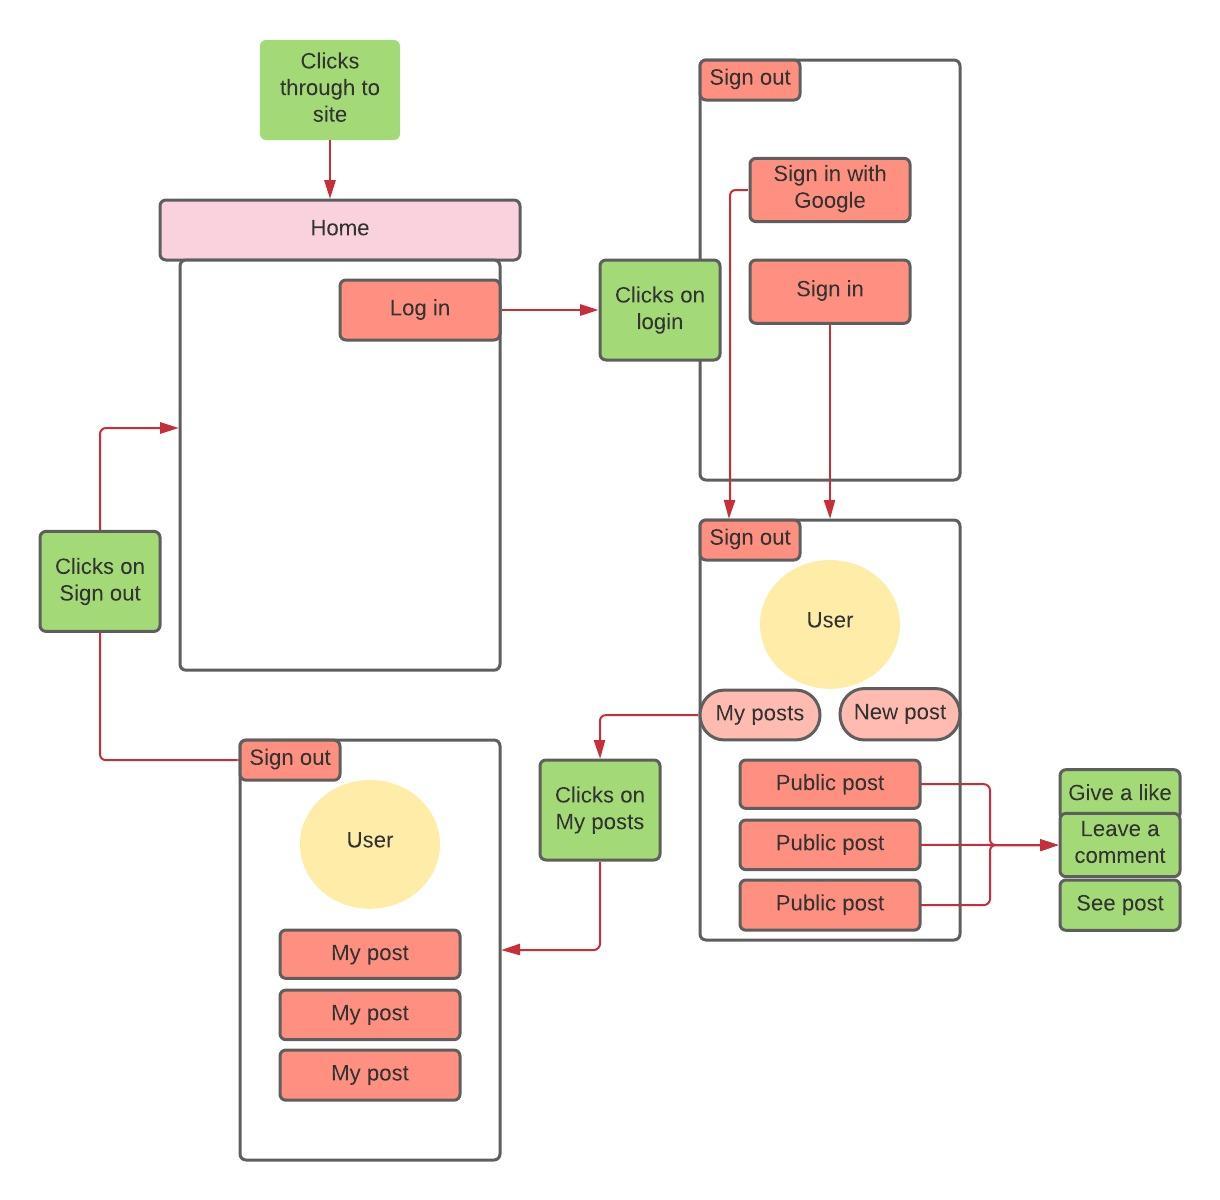 Clicks
through to
site
Home
Log in
Clicks on
login
Sign out
Sign in with
Google
Sign in
Clicks on
Sign out
Sign out
User
My posts
New post
Public post
Public post
Public post
Give a like
Leave a
comment
See post
Clicks on
My posts
Sign out
User
My post
My post
My post